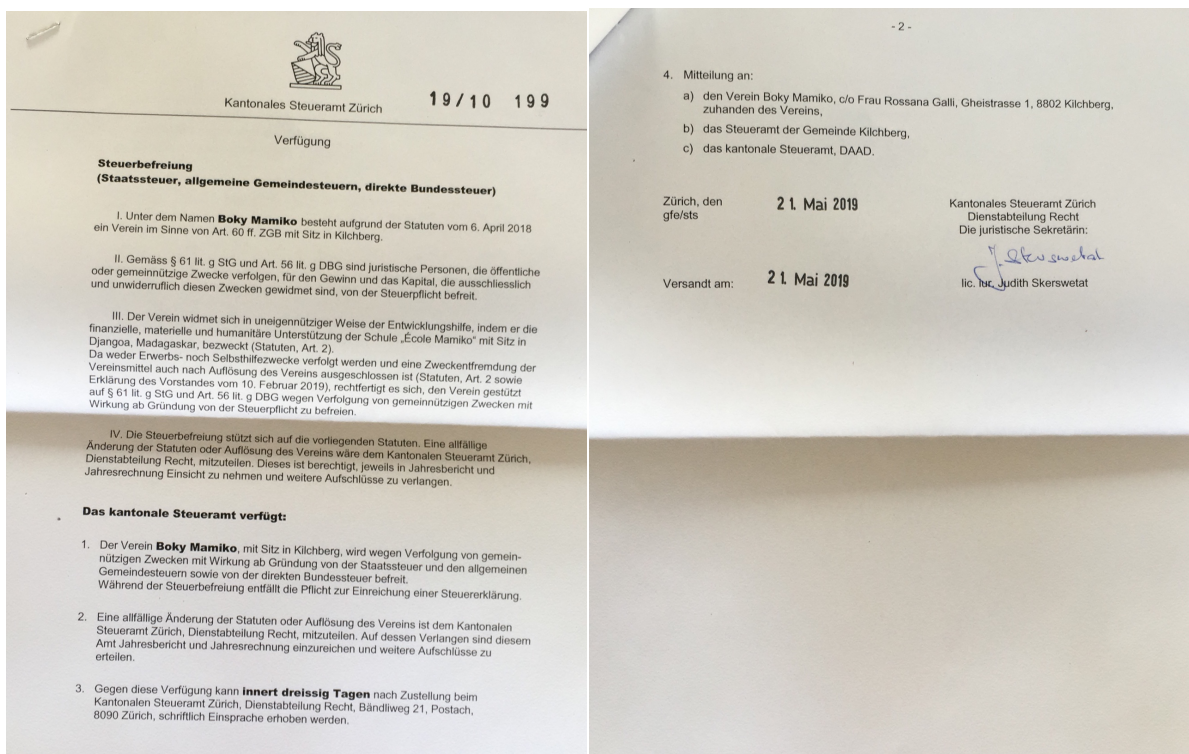 Kantonales Steueramt Zürich
19/10 199
Verfügung
Steuerbefreiung
(Staatssteuer, allgemeine Gemeindesteuern, direkte Bundessteuer)
I. Unter dem Namen Boky Mamiko besteht aufgrund der Statuten vom 6. April 2018
ein Verein im Sinne von Art. 60 ff. ZGB mit Sitz in Kilchberg.
II. Gemäss § 61 lit. g StG und Art. 56 lit. g DBG sind juristische Personen, die öffentliche
oder gemeinnützige Zwecke verfolgen, für den Gewinn und das Kapital, die ausschliesslich
und unwiderruflich diesen Zwecken gewidmet sind, von der Steuerpflicht befreit.
III. Der Verein widmet sich in uneigennütziger Weise der Entwicklungshilfe, indem er die
finanzielle, materielle und humanitäre Unterstützung der Schule „École Mamiko“ mit Sitz in
Djangoa, Madagaskar, bezweckt (Statuten, Art. 2).
Da weder Erwerbs- noch Selbsthilfezwecke verfolgt werden und eine Zweckentfremdung der
Vereinsmittel auch nach Auflösung des Vereins ausgeschlossen ist (Statuten, Art. 2 sowie
Erklärung des Vorstandes vom 10. Februar 2019), rechtfertigt es sich, den Verein gestützt
auf § 61 lit. g StG und Art. 56 lit. g DBG wegen Verfolgung von gemeinnützigen Zwecken mit
Wirkung ab Gründung von der Steuerpflicht zu befreien.
IV. Die Steuerbefreiung stützt sich auf die vorliegenden Statuten. Eine allfällige
Änderung der Statuten oder Auflösung des Vereins wäre dem Kantonalen Steueramt Zürich,
Dienstabteilung Recht, mitzuteilen. Dieses ist berechtigt, jeweils in Jahresbericht und
Jahresrechnung Einsicht zu nehmen und weitere Aufschlüsse zu verlangen.
Das kantonale Steueramt verfügt:
1. Der Verein Boky Mamiko, mit Sitz in Kilchberg, wird wegen Verfolgung von gemein-
nützigen Zwecken mit Wirkung ab Gründung von der Staatssteuer und den allgemeinen
Gemeindesteuern sowie von der direkten Bundessteuer befreit.
Während der Steuerbefreiung entfällt die Pflicht zur Einreichung einer Steuererklärung.
2. Eine allfällige Änderung der Statuten oder Auflösung des Vereins ist dem Kantonalen
Steueramt Zürich, Dienstabteilung Recht, mitzuteilen. Auf dessen Verlangen sind diesem
Amt Jahresbericht und Jahresrechnung einzureichen und weitere Aufschlüsse zu
erteilen.
3. Gegen diese Verfügung kann innert dreissig Tagen nach Zustellung beim
Kantonalen Steueramt Zürich, Dienstabteilung Recht, Bändliweg 21, Postach,
8090 Zürich, schriftlich Einsprache erhoben werden.
- 2 -
4. Mitteilung an:
a) den Verein Boky Mamiko, c/o Frau Rossana Galli, Gheistrasse 1, 8802 Kilchberg,
zuhanden des Vereins,
b) das Steueramt der Gemeinde Kilchberg,
c) das kantonale Steueramt, DAAD.
Zürich, den
gfe/sts
21. Mai 2019
Kantonales Steueramt Zürich
Dienstabteilung Recht
Die juristische Sekretärin:
J. Skerswetat
Versandt am:
21. Mai 2019
lic. iur. Judith Skerswetat